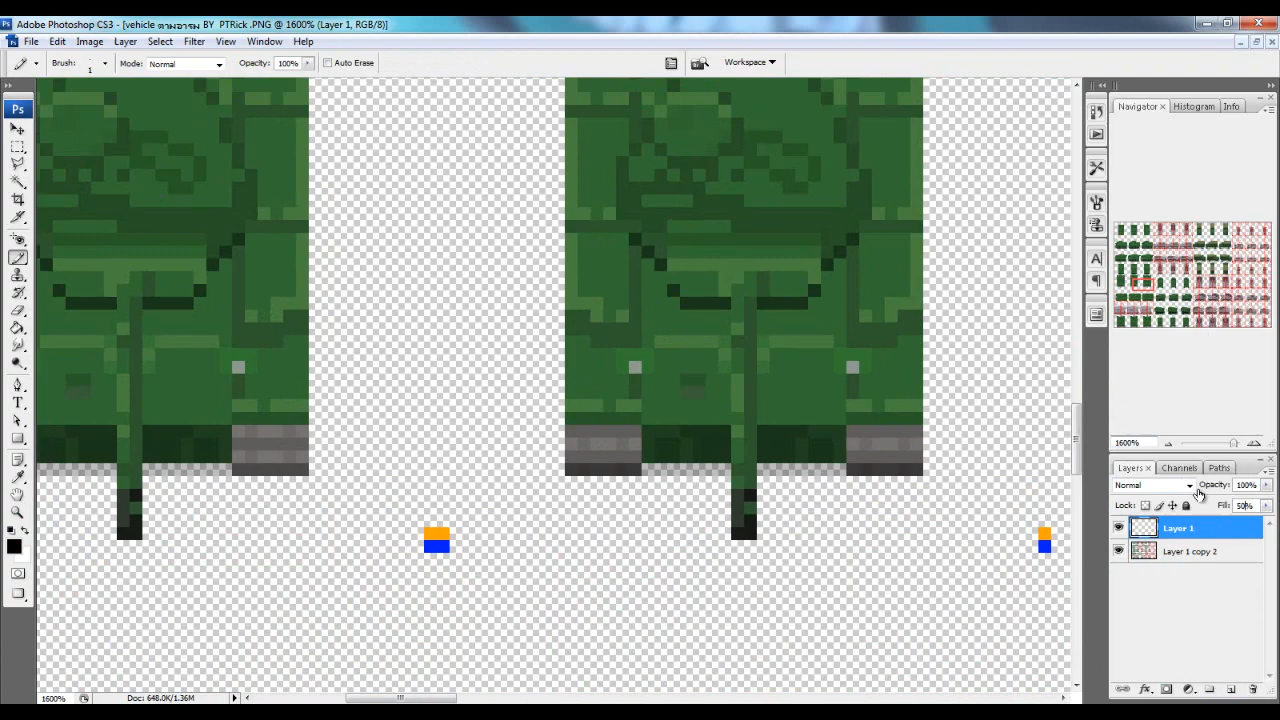 Adobe Photoshop CS3 - [vehicle ตามอารม BY PTRick .PNG @ 1600% (Layer 1, RGB/8)]
File Edit Image Layer Select Filter View Window Help
Brush: 1 Mode: Normal Opacity: 100% Auto Erase Workspace
Ps
Navigator Histogram Info
1600%
Layers Channels Paths
Normal Opacity: 100%
Lock: Fill: 50%
Layer 1
Layer 1 copy 2
1600% Doc: 648.0K/1.36M